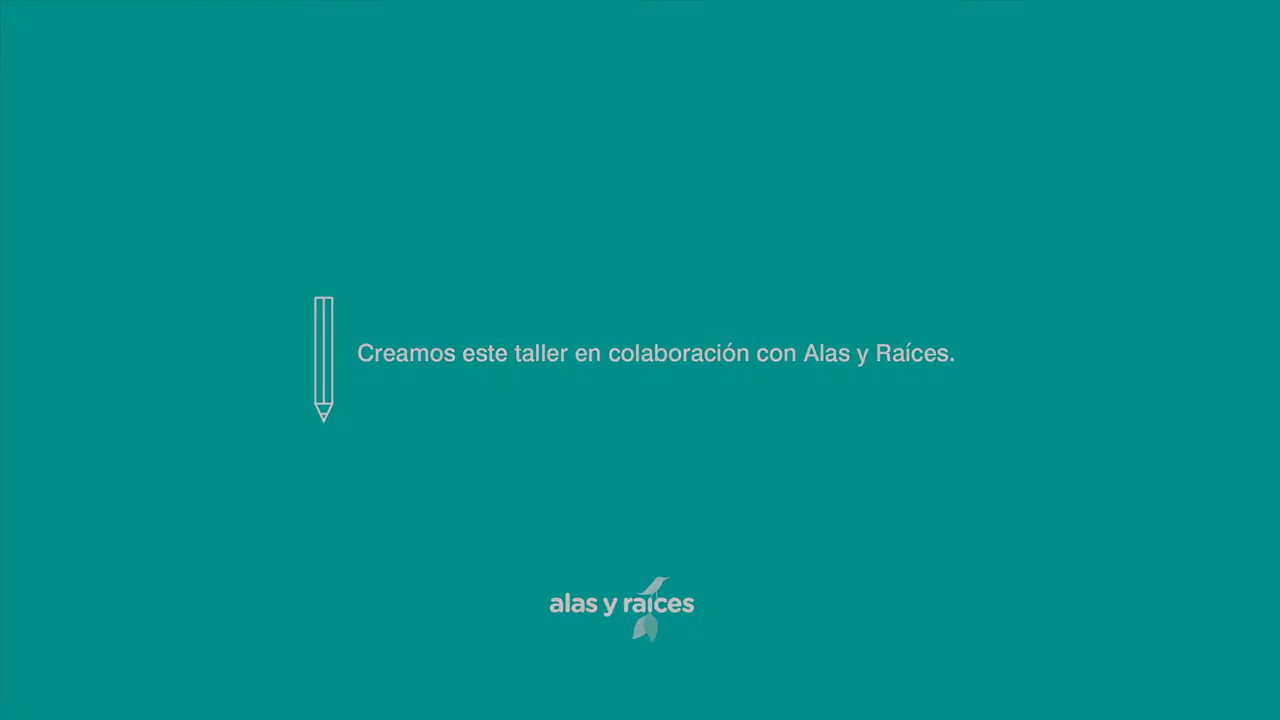 Creamos este taller en colaboración con Alas y Raíces.
alas y raíces